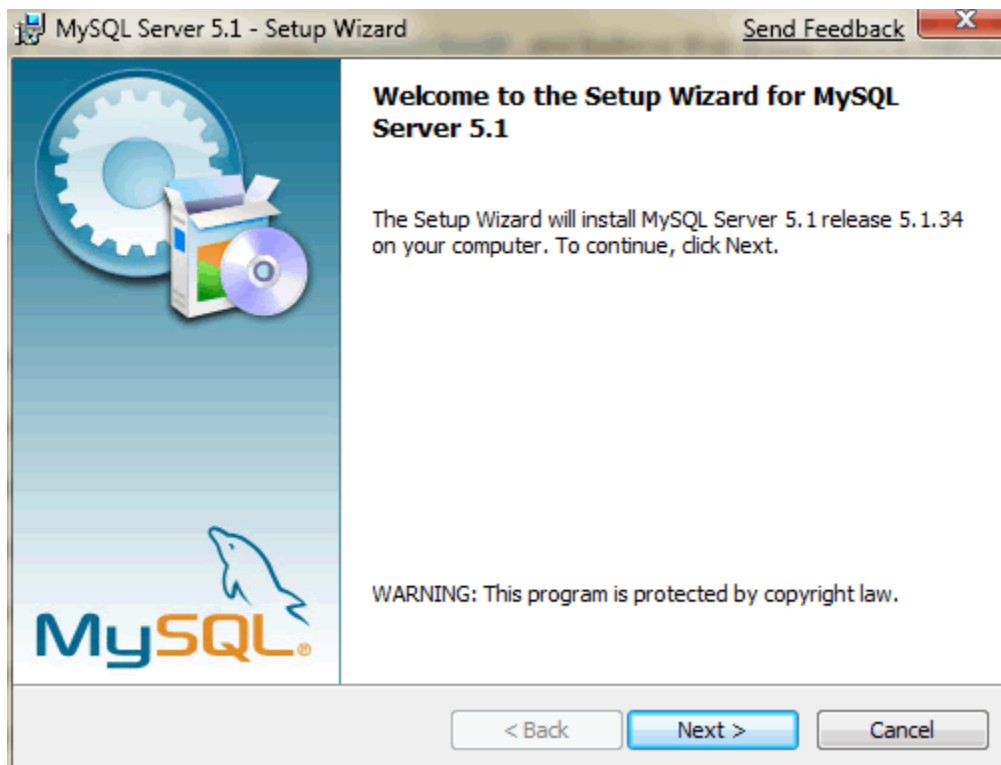 MySQL Server 5.1 - Setup Wizard
Send Feedback
Welcome to the Setup Wizard for MySQL
Server 5.1
The Setup Wizard will install MySQL Server 5.1 release 5.1.34
on your computer. To continue, click Next.
WARNING: This program is protected by copyright law.
MySQL®
< Back
Next >
Cancel